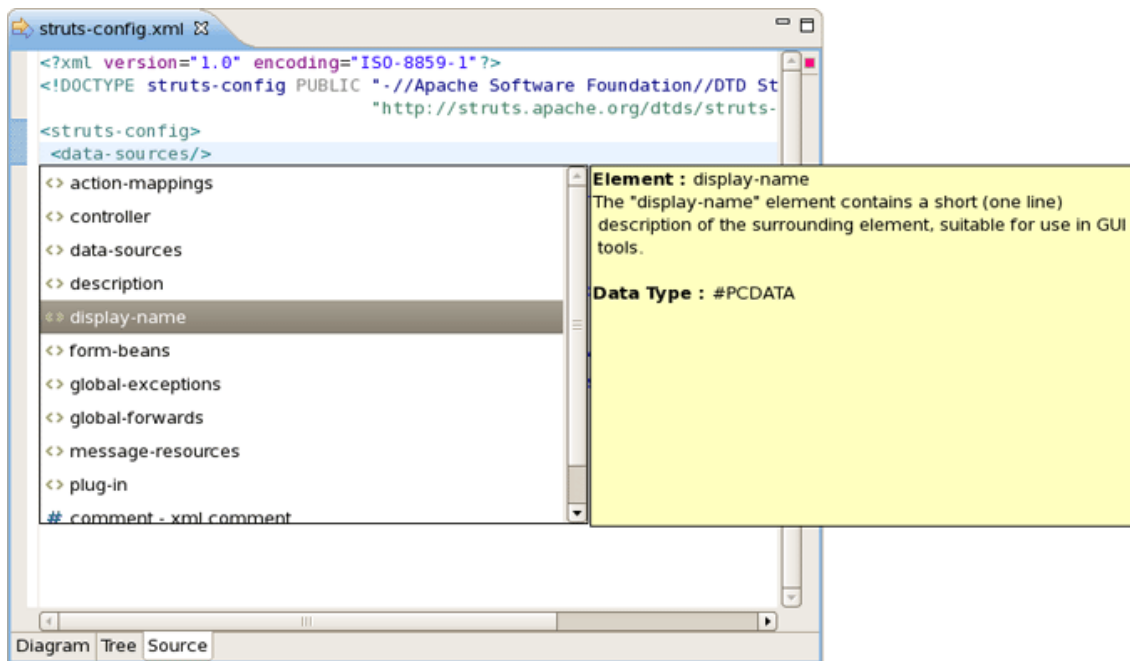 struts-config.xml
<?xml version="1.0" encoding="ISO-8859-1"?>
<!DOCTYPE struts-config PUBLIC "-//Apache Software Foundation//DTD St
"http://struts.apache.org/dtds/struts-
<struts-config>
<data-sources/>
<> action-mappings
<> controller
<> data-sources
<> description
<> display-name
<> form-beans
<> global-exceptions
<> global-forwards
<> message-resources
<> plug-in
# comment - xml comment
Element : display-name
The "display-name" element contains a short (one line)
description of the surrounding element, suitable for use in GUI
tools.
Data Type : #PCDATA
Diagram Tree Source